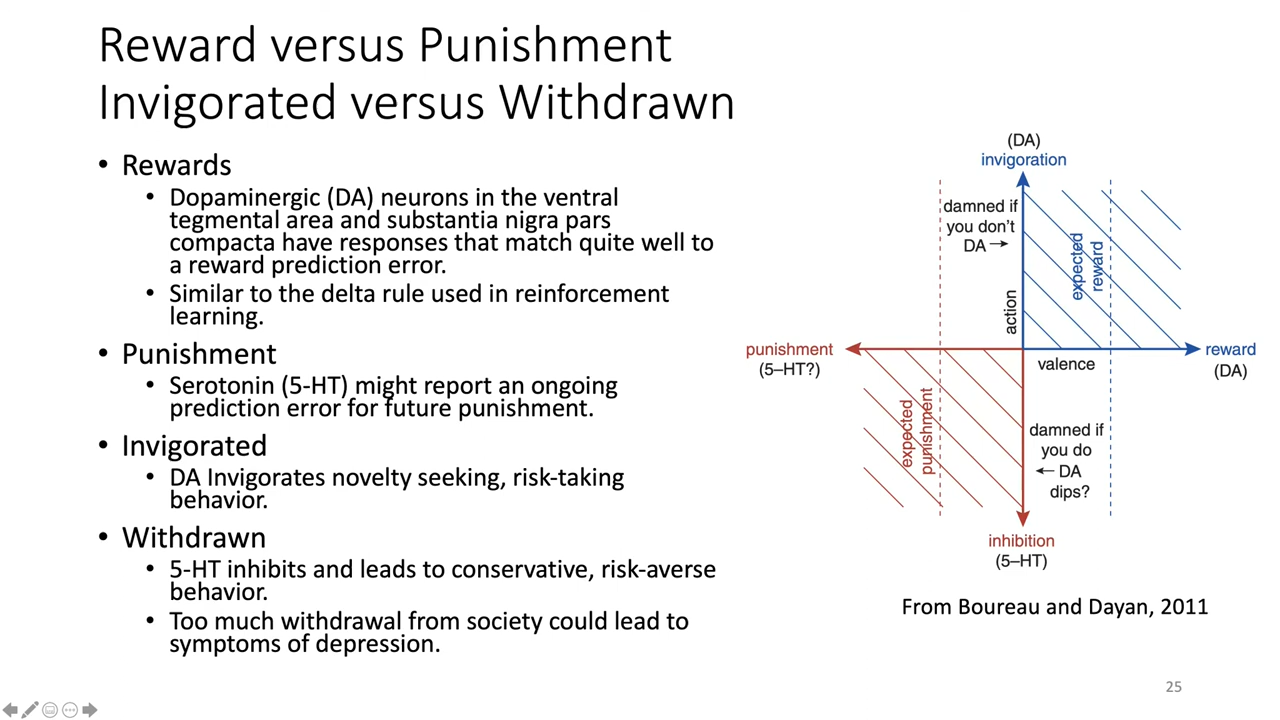 Reward versus Punishment
Invigorated versus Withdrawn
• Rewards
• Dopaminergic (DA) neurons in the ventral
tegmental area and substantia nigra pars
compacta have responses that match quite well to
a reward prediction error.
• Similar to the delta rule used in reinforcement
learning.
• Punishment
• Serotonin (5-HT) might report an ongoing
prediction error for future punishment.
• Invigorated
• DA Invigorates novelty seeking, risk-taking
behavior.
• Withdrawn
• 5-HT inhibits and leads to conservative, risk-averse
behavior.
• Too much withdrawal from society could lead to
symptoms of depression.
(DA)
invigoration
damned if
you don't
DA→
expected
reward
action
punishment
(5–HT?)
valence
reward
(DA)
expected
punishment
damned if
you do
←DA
dips?
inhibition
(5–HT)
From Boureau and Dayan, 2011
25